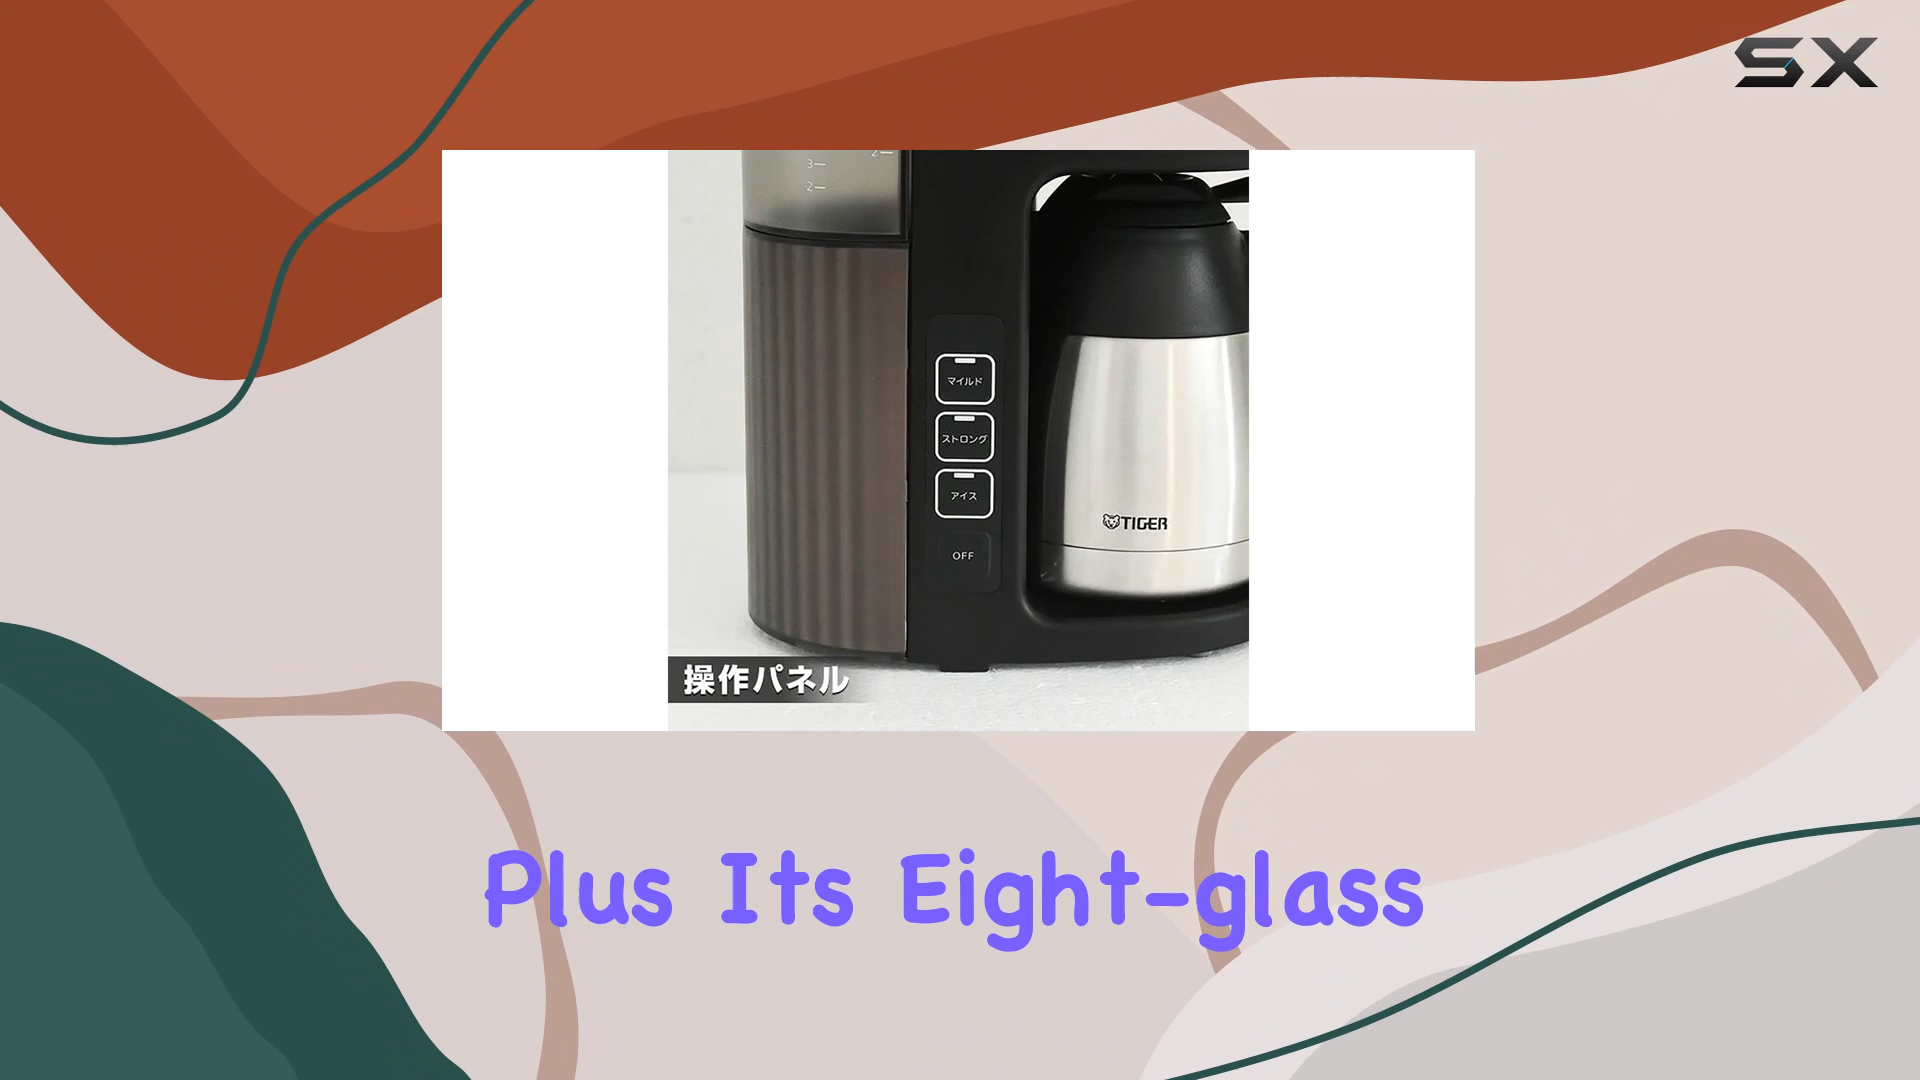 SX
2
3
2
マイルド
ストロング
アイス
OFF
TIGER
操作パネル
Plus Its Eight-glass